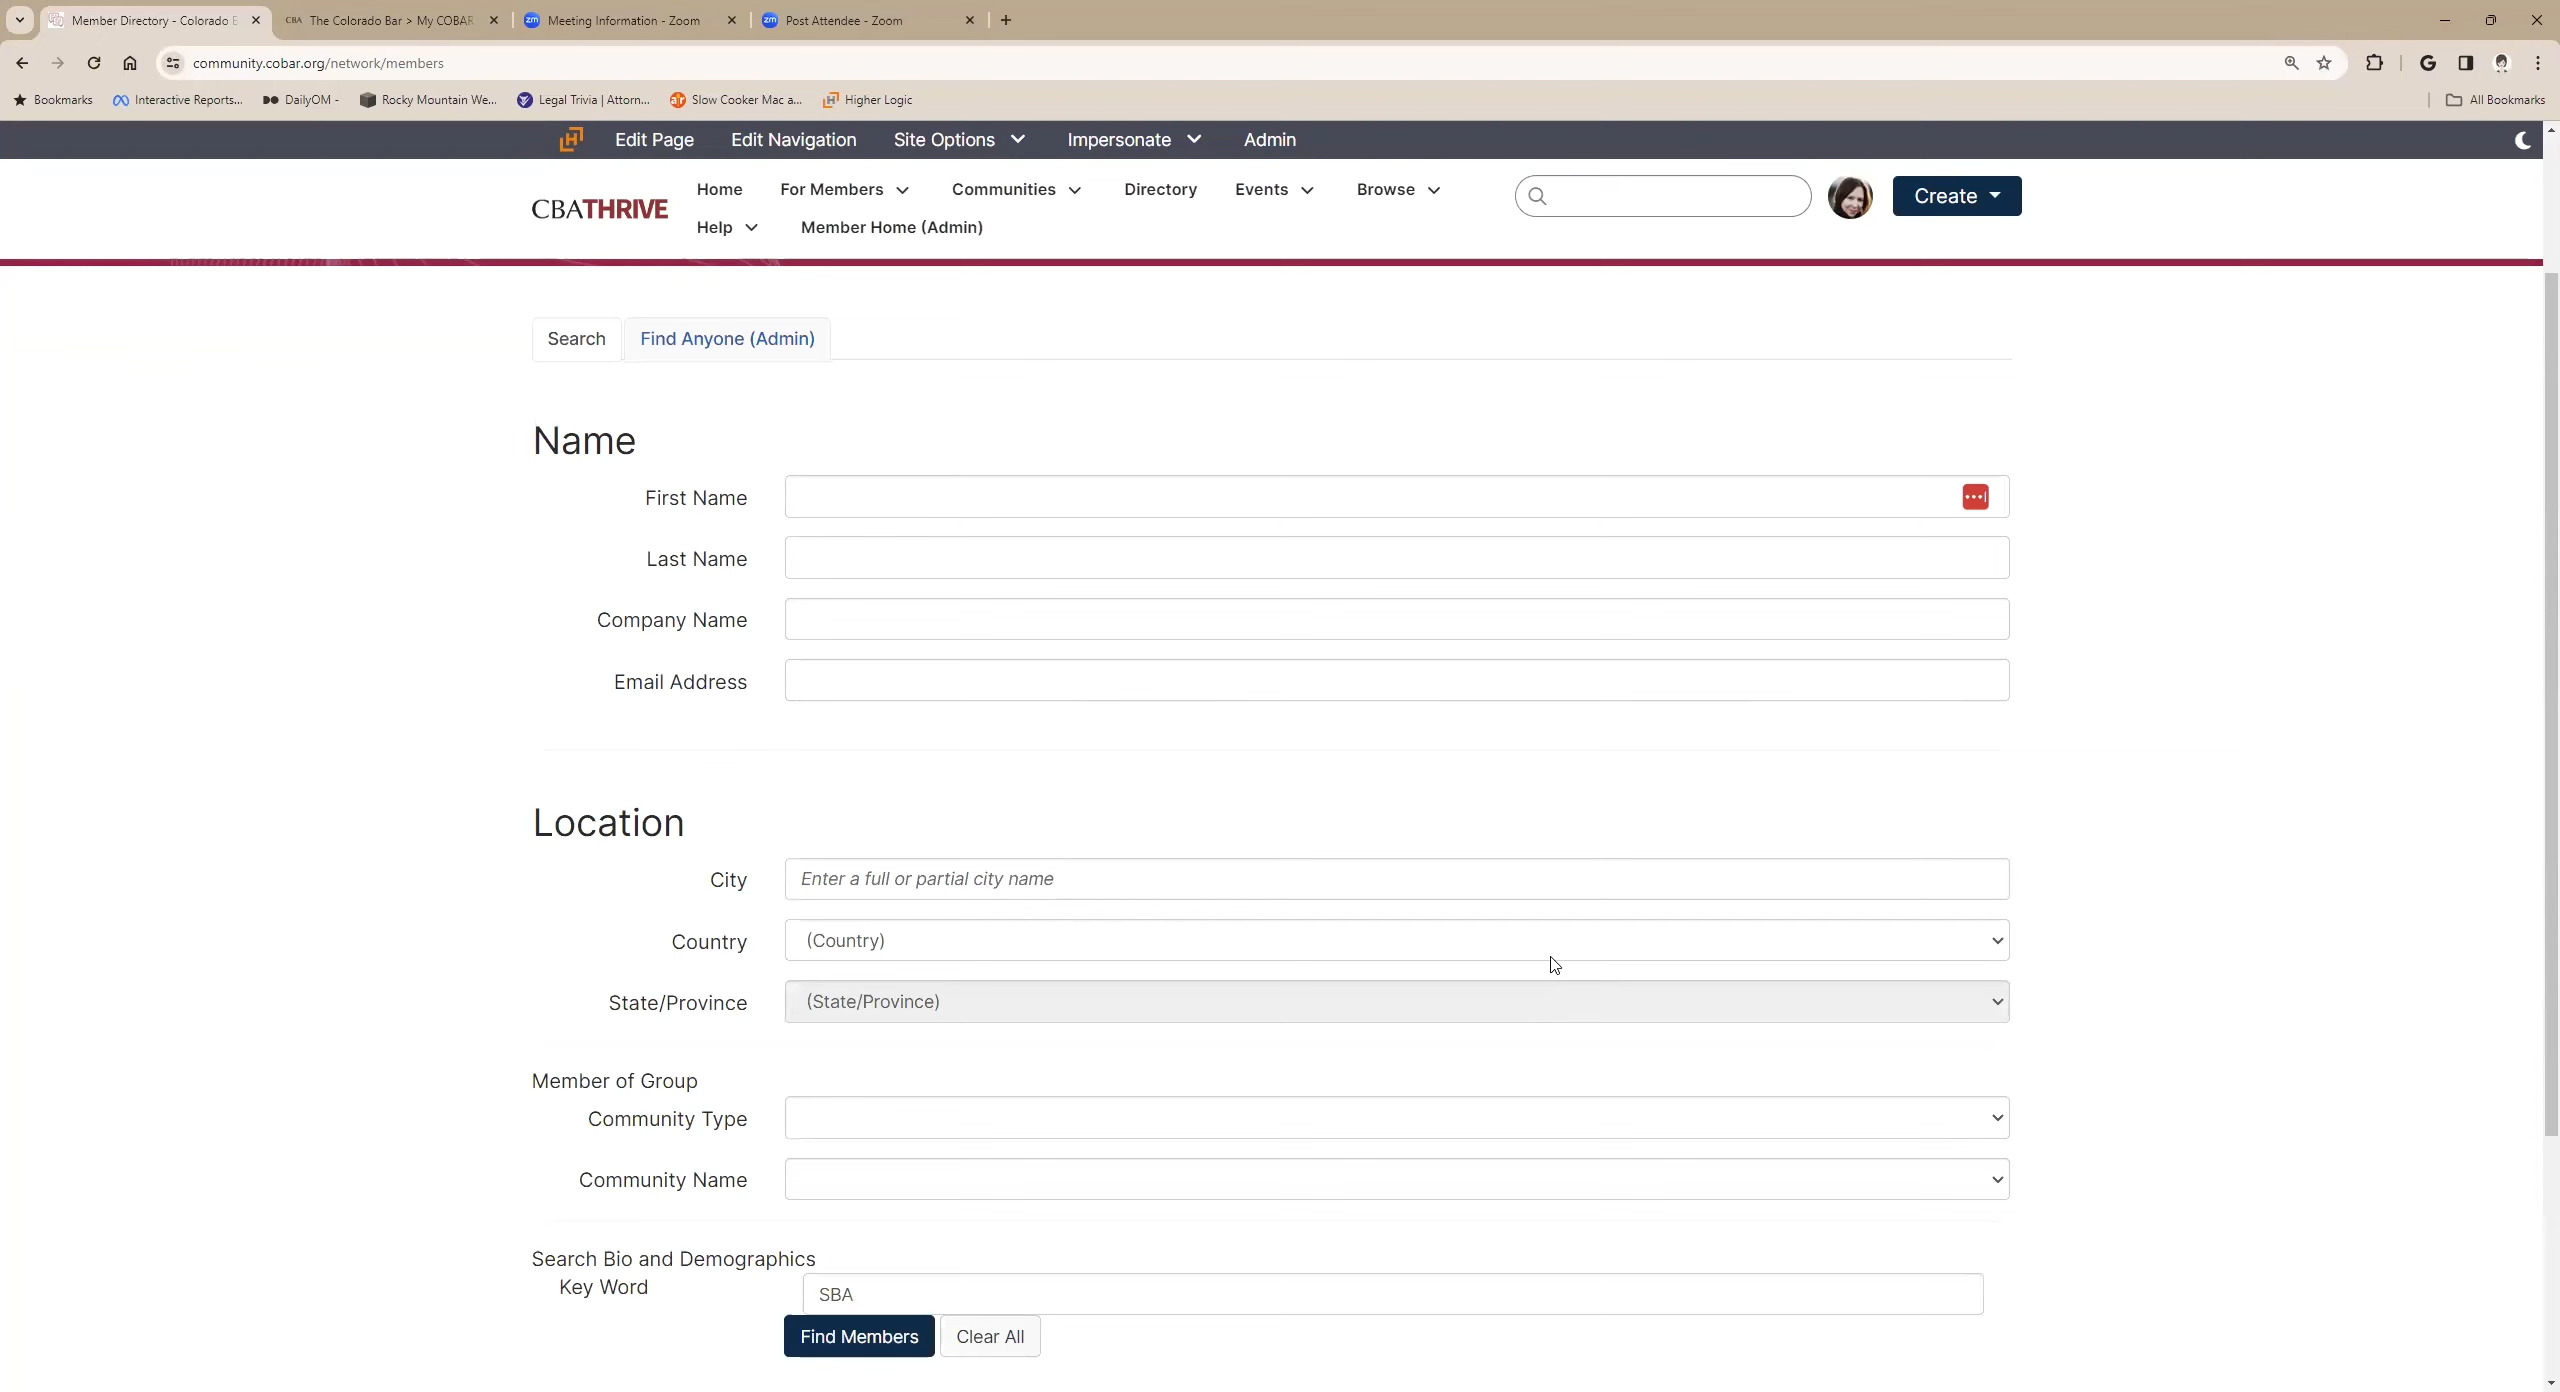 Member Directory - Colorado B
CBA The Colorado Bar > My COBAR
zm Meeting Information - Zoom
zm Post Attendee - Zoom
community.cobar.org/network/members
Bookmarks
Interactive Reports...
DailyOM -
Rocky Mountain We...
Legal Trivia | Attorn...
Slow Cooker Mac a...
Higher Logic
All Bookmarks
Edit Page
Edit Navigation
Site Options
Impersonate
Admin
CBATHRIVE
Home
For Members
Communities
Directory
Events
Browse
Create
Help
Member Home (Admin)
Search
Find Anyone (Admin)
Name
First Name
Last Name
Company Name
Email Address
Location
City
Enter a full or partial city name
Country
(Country)
State/Province
(State/Province)
Member of Group
Community Type
Community Name
Search Bio and Demographics
Key Word
SBA
Find Members
Clear All